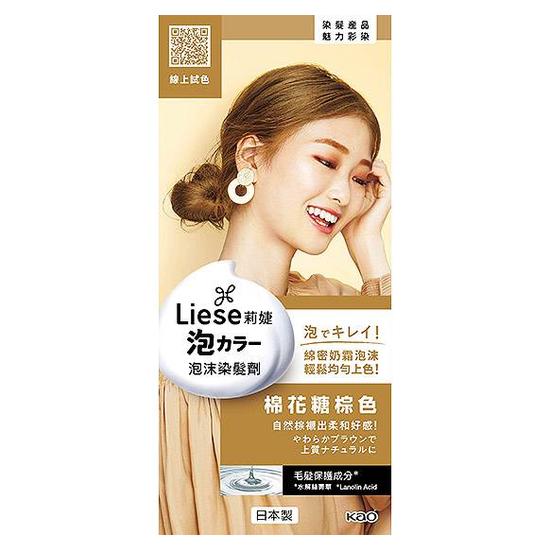 染髮產品
魅力彩染
線上試色
Liese莉婕
泡カラー
泡沫染髮劑
泡でキレイ!
綿密奶霜泡沫
輕鬆均勻上色!
棉花糖棕色
自然棕襯出柔和好感!
やわらかブラウンで
上質ナチュラルに
毛髮保護成分*
*水解絲菁華 *Lanolin Acid
日本製
Kao